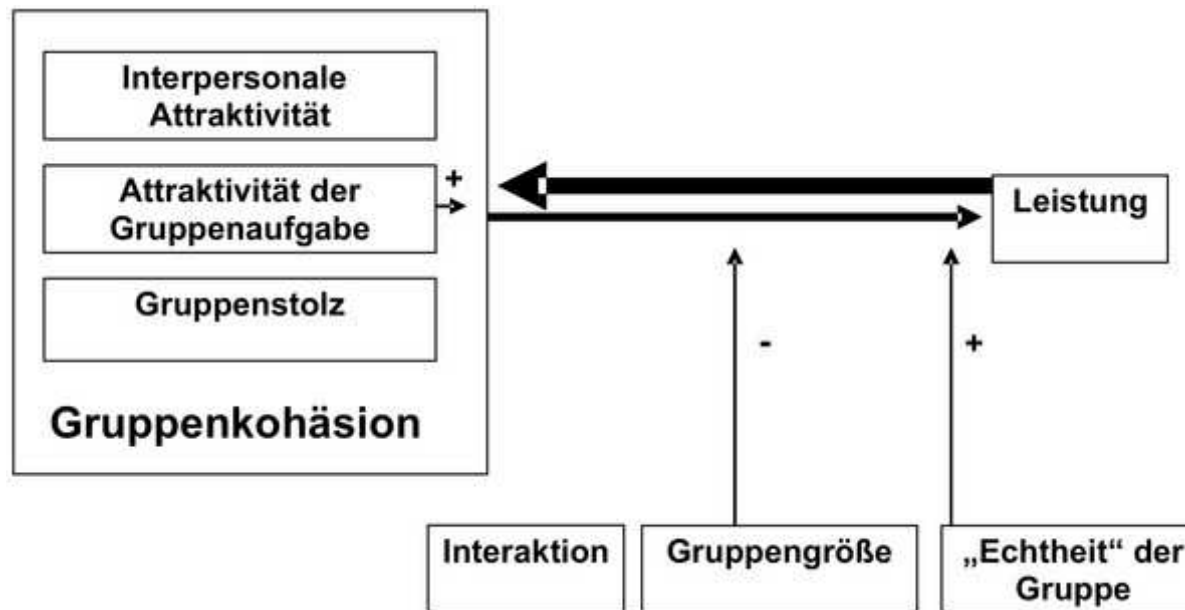 Interpersonale
Attraktivität
Attraktivität der
Gruppenaufgabe
+
Gruppenstolz
Gruppenkohäsion
Leistung
-
+
Interaktion
Gruppengröße
„Echtheit“ der
Gruppe